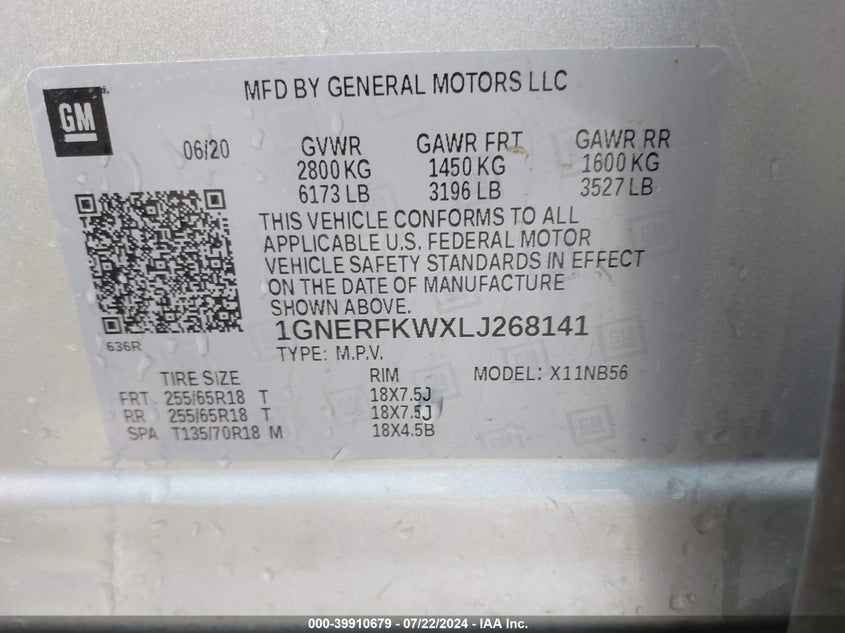 GM
MFD BY GENERAL MOTORS LLC
06/20
GVWR GAWR FRT GAWR RR
2800 KG 1450 KG 1600 KG
6173 LB 3196 LB 3527 LB
THIS VEHICLE CONFORMS TO ALL
APPLICABLE U.S. FEDERAL MOTOR
VEHICLE SAFETY STANDARDS IN EFFECT
ON THE DATE OF MANUFACTURE
SHOWN ABOVE.
636R
1GNERFKWXLJ268141
TYPE: M.P.V.
TIRE SIZE RIM MODEL: X11NB56
FRT 255/65R18 T 18X7.5J
RR 255/65R18 T 18X7.5J
SPA T135/70R18 M 18X4.5B
000-39910679 - 07/22/2024 - IAA Inc.